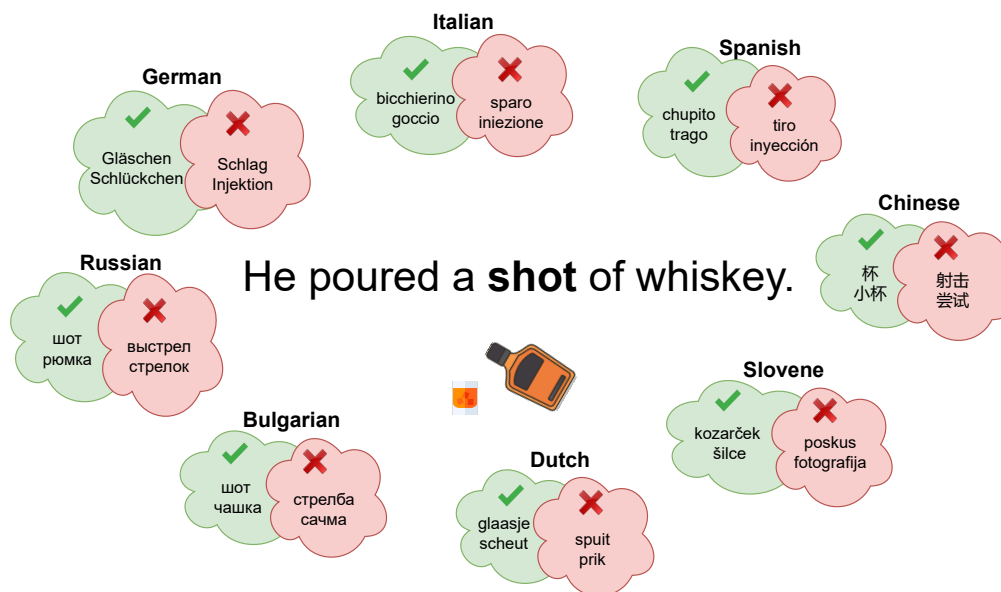 Italian
bicchierino
goccio
sparo
iniezione
Spanish
chupito
trago
tiro
inyección
German
Gläschen
Schlückchen
Schlag
Injektion
Chinese
杯
小杯
射击
尝试
Russian
шот
рюмка
выстрел
стрелок
He poured a shot of whiskey.
Slovene
kozarček
šilce
poskus
fotografija
Bulgarian
шот
чашка
стрелба
сачма
Dutch
glaasje
scheut
spuit
prik